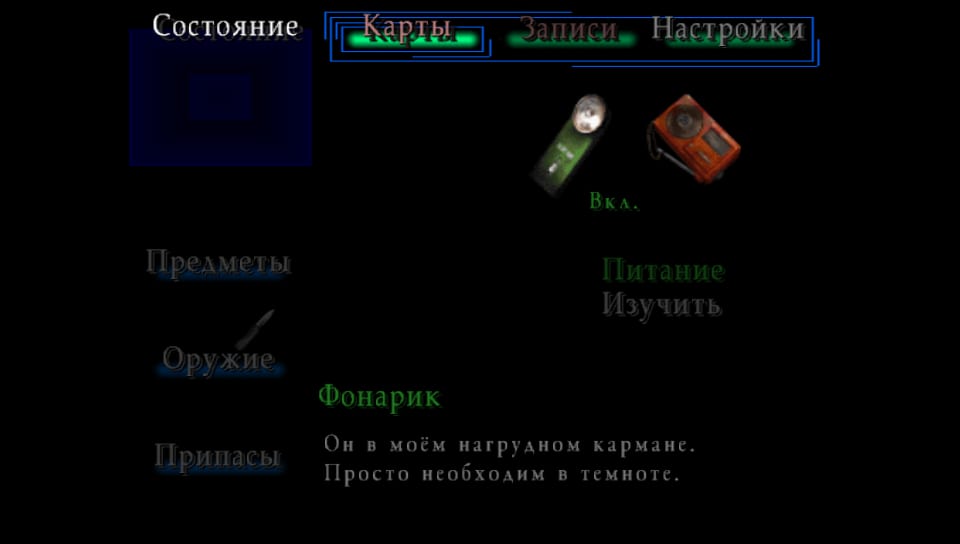 Состояние
Карты
Записи
Настройки
Вкл.
Предметы
Питание
Изучить
Оружие
Фонарик
Припасы
Он в моём нагрудном кармане.
Просто необходим в темноте.